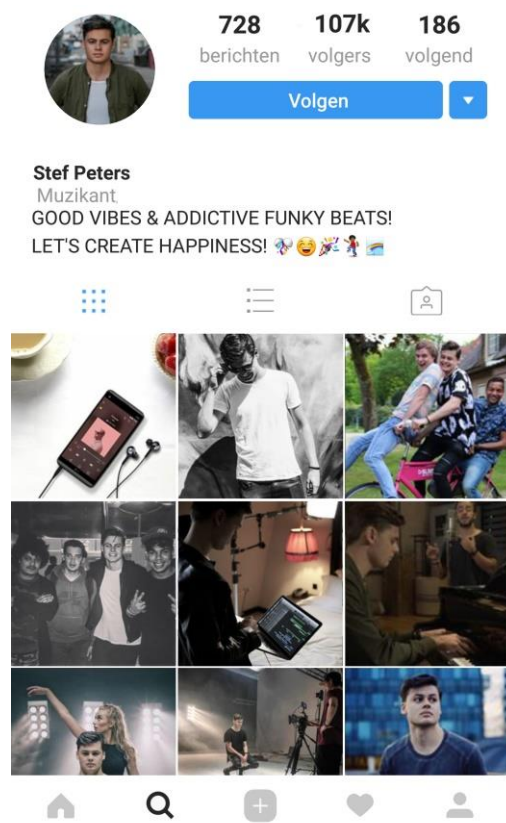 728 107k 186
berichten volgers volgend
Volgen
Stef Peters
Muzikant
GOOD VIBES & ADDICTIVE FUNKY BEATS!
LET'S CREATE HAPPINESS!